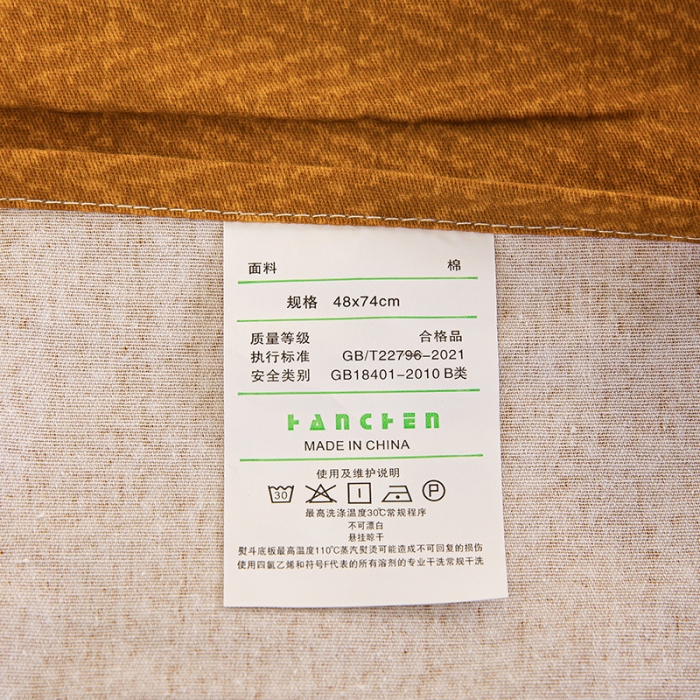 面料 棉
规格 48x74cm
质量等级 合格品
执行标准 GB/T22796-2021
安全类别 GB18401-2010 B类
HANCHEN
MADE IN CHINA
使用及维护说明
30 P
最高洗涤温度30℃常规程序
不可漂白
悬挂晾干
熨斗底板最高温度110℃蒸汽熨烫可能造成不可回复的损伤
使用四氯乙烯和符号F代表的所有溶剂的专业干洗常规干洗